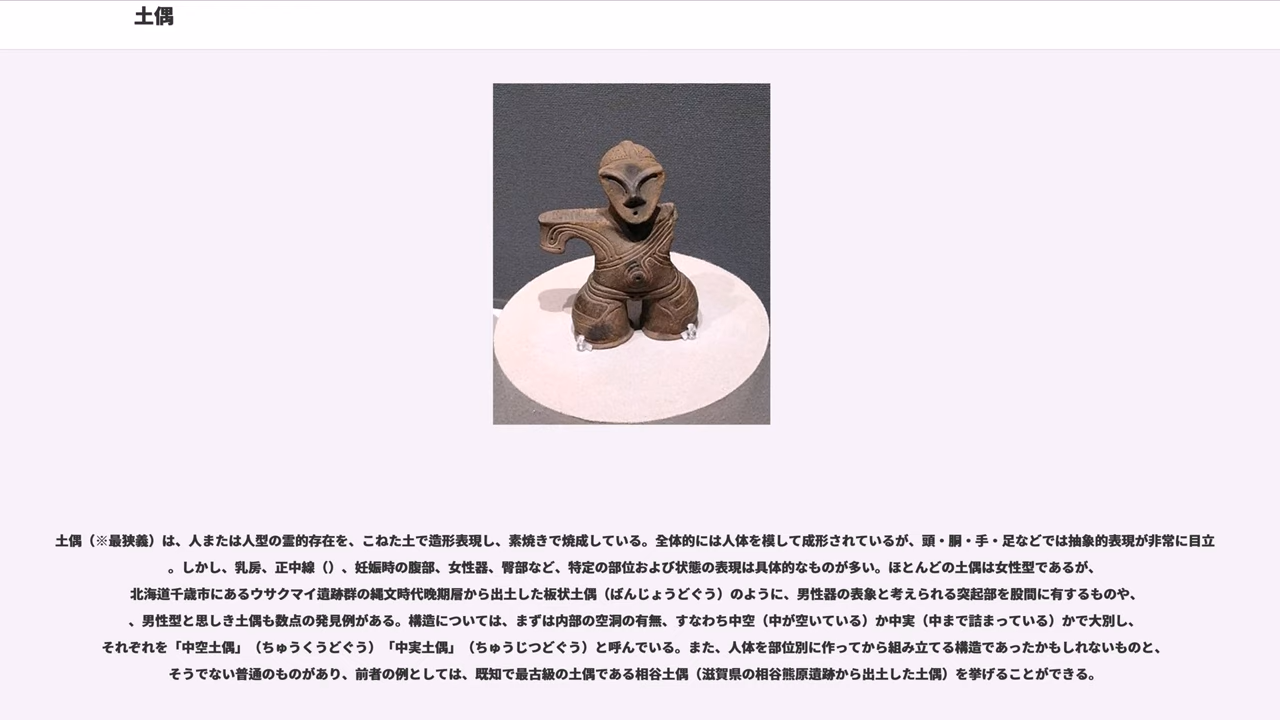 土偶
土偶（※最狭義）は、人または人型の霊的存在を、こねた土で造形表現し、素焼きで焼成している。全体的には人体を模して成形されているが、頭・胴・手・足などでは抽象的表現が非常に目立
。しかし、乳房、正中線（）、妊娠時の腹部、女性器、臀部など、特定の部位および状態の表現は具体的なものが多い。ほとんどの土偶は女性型であるが、
北海道千歳市にあるウサクマイ遺跡群の縄文時代晩期層から出土した板状土偶（ばんじょうどぐう）のように、男性器の表象と考えられる突起部を股間に有するものや、
、男性型と思しき土偶も数点の発見例がある。構造については、まずは内部の空洞の有無、すなわち中空（中が空いている）か中実（中まで詰まっている）かで大別し、
それぞれを「中空土偶」（ちゅうくうどぐう）「中実土偶」（ちゅうじつどぐう）と呼んでいる。また、人体を部位別に作ってから組み立てる構造であったかもしれないものと、
そうでない普通のものがあり、前者の例としては、既知で最古級の土偶である相谷土偶（滋賀県の相谷熊原遺跡から出土した土偶）を挙げることができる。